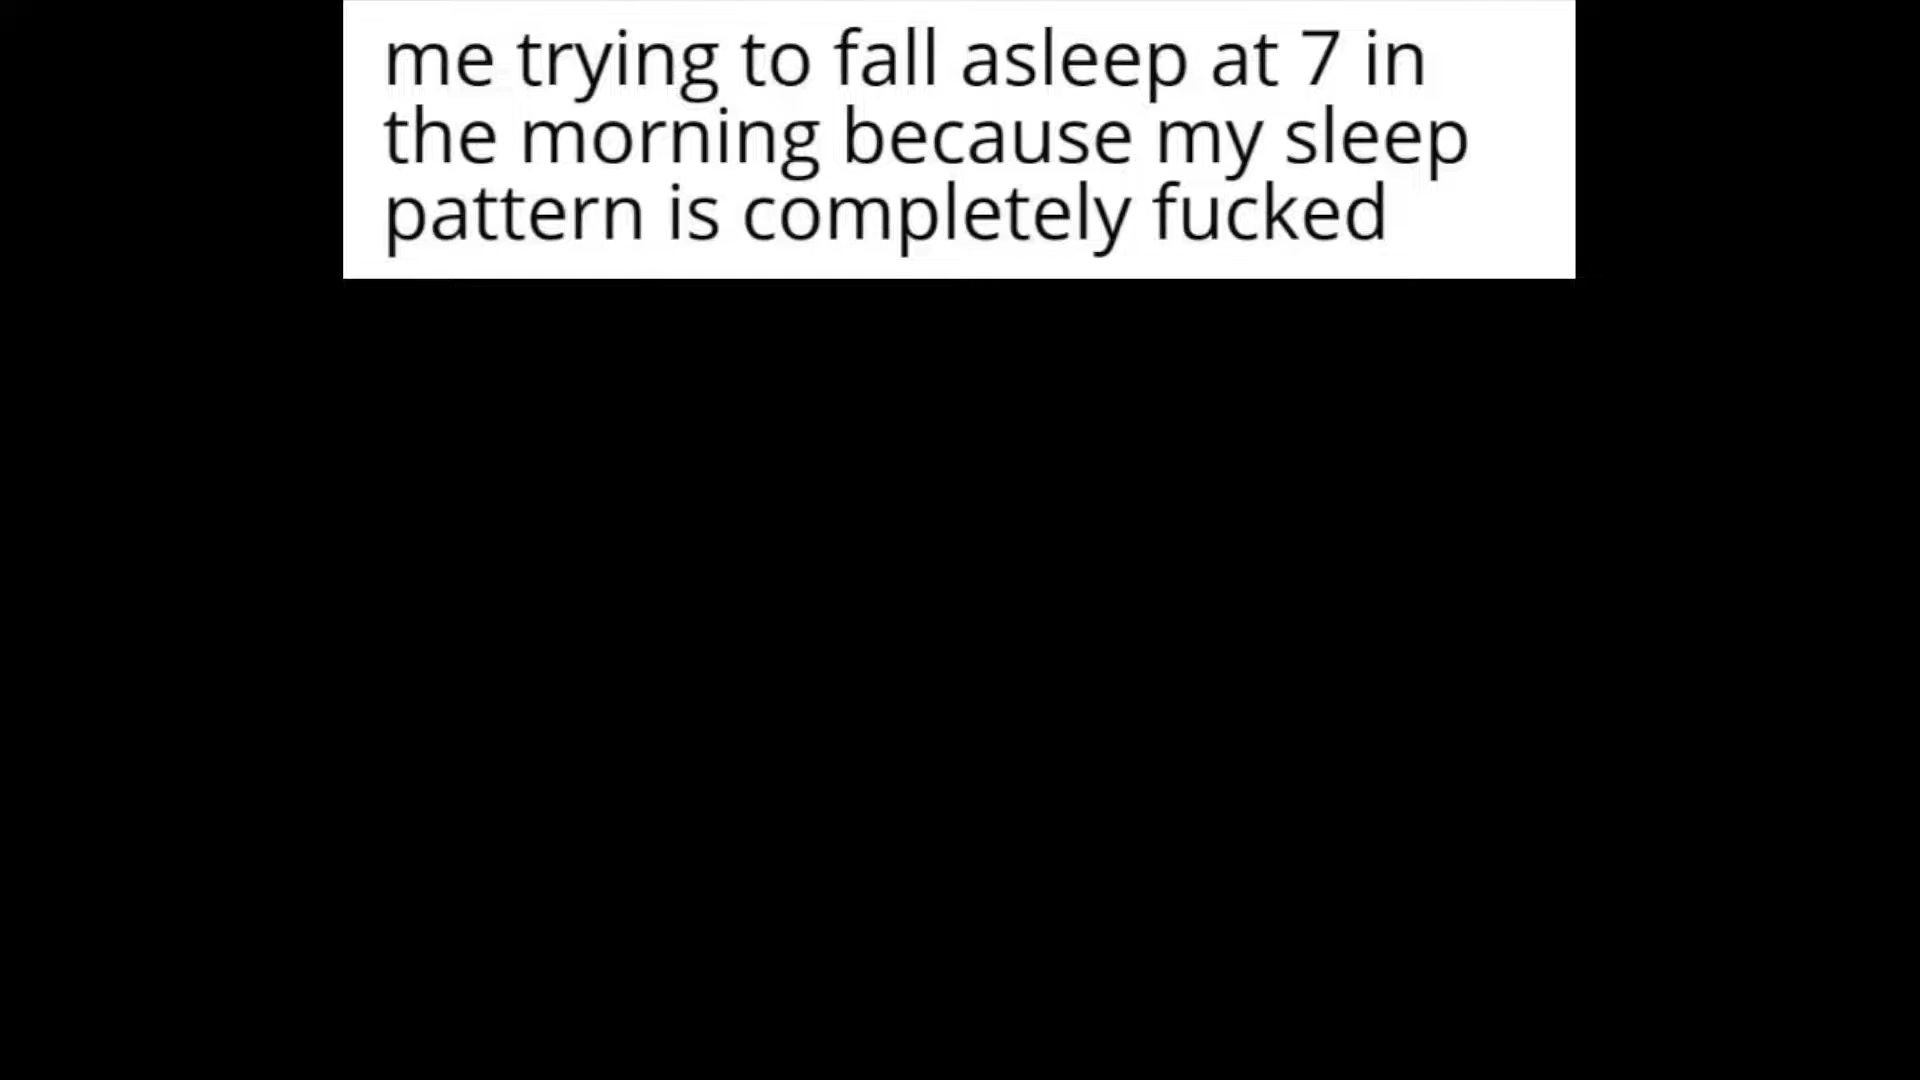 me trying to fall asleep at 7 in
the morning because my sleep
pattern is completely fucked